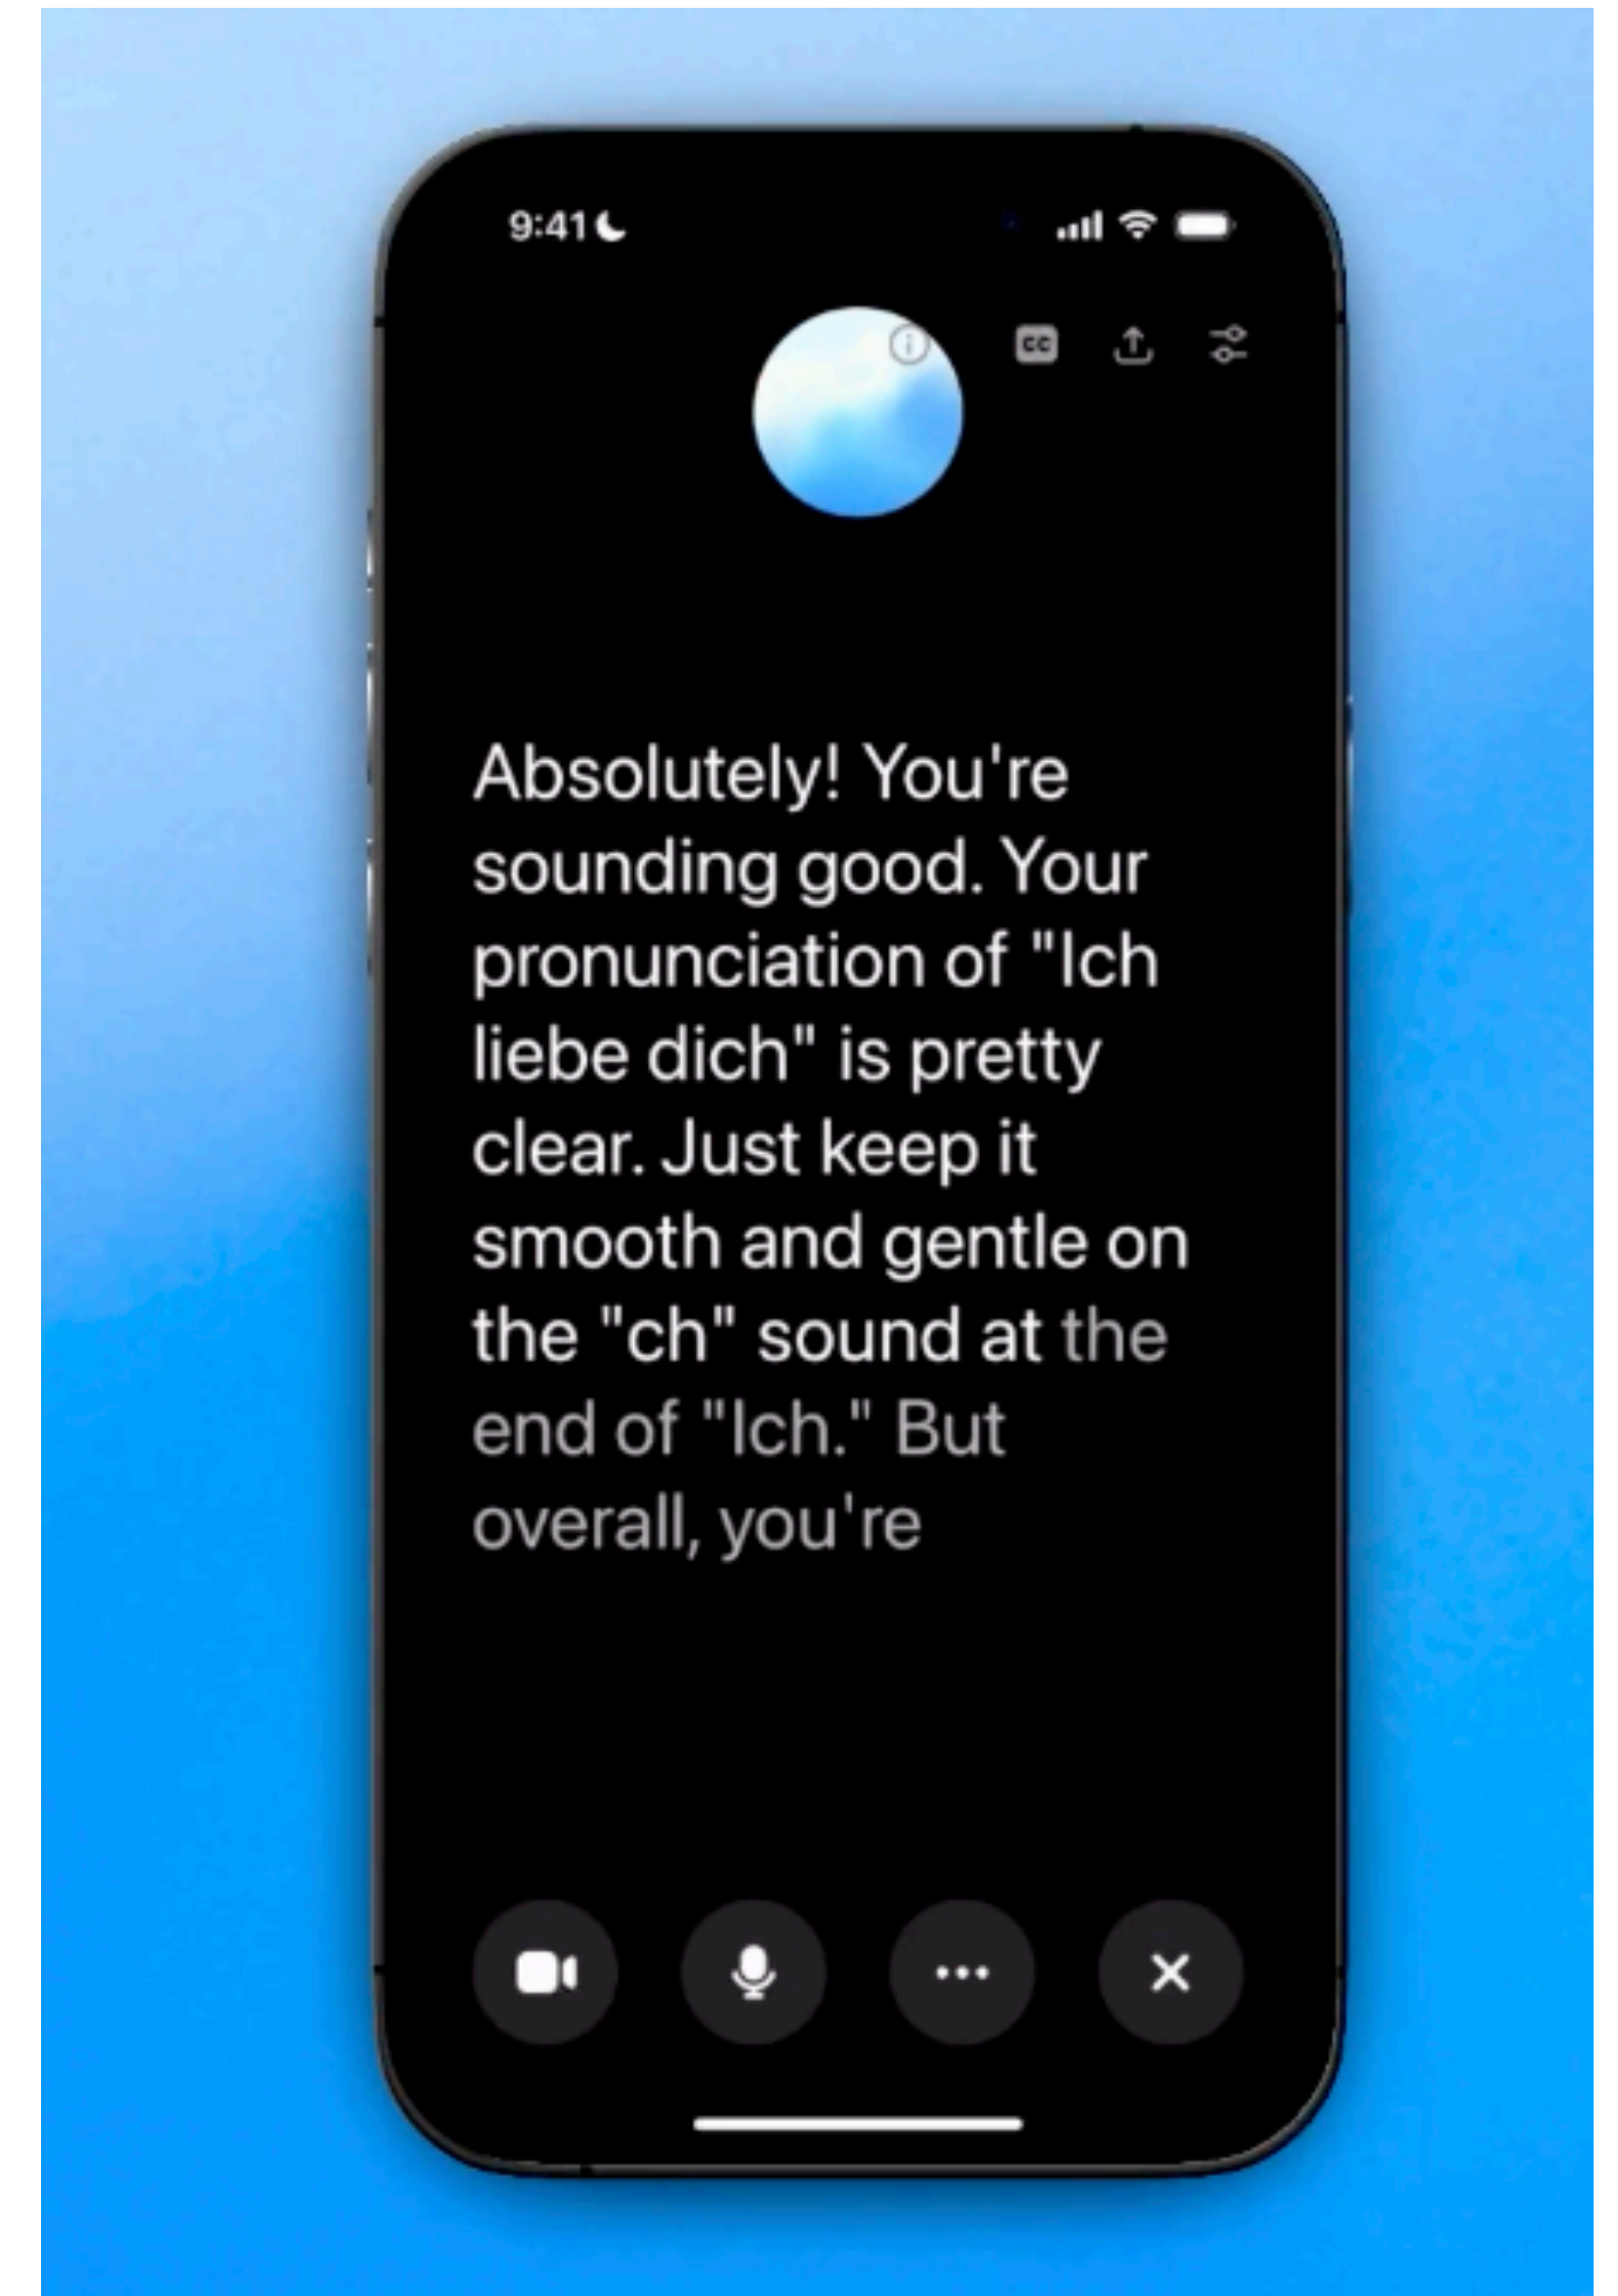 9:41
CC
Absolutely! You're
sounding good. Your
pronunciation of "Ich
liebe dich" is pretty
clear. Just keep it
smooth and gentle on
the "ch" sound at the
end of "Ich." But
overall, you're